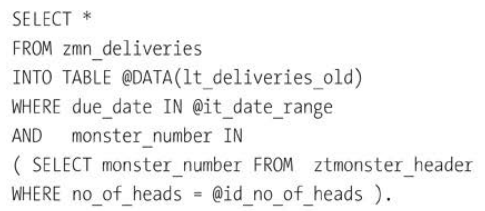 SELECT *
FROM zmn_deliveries
INTO TABLE @DATA(lt_deliveries_old)
WHERE due_date IN @it_date_range
AND   monster_number IN
( SELECT monster_number FROM  ztmonster_header
WHERE no_of_heads = @id_no_of_heads ).